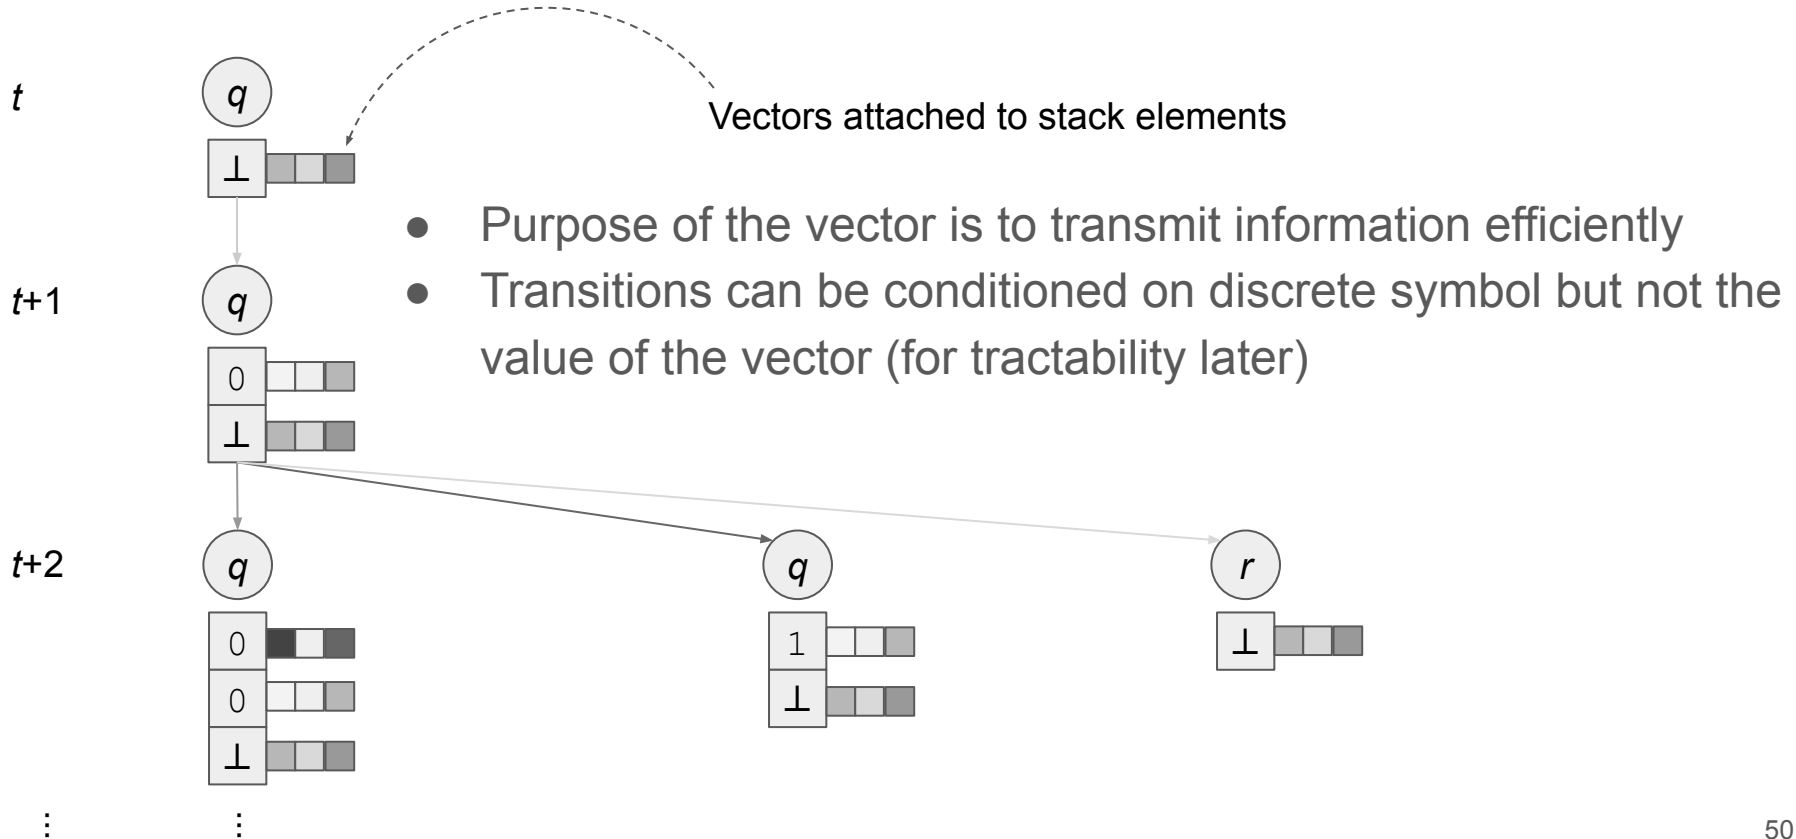 t
q
Vectors attached to stack elements
⊥
● Purpose of the vector is to transmit information efficiently
● Transitions can be conditioned on discrete symbol but not the
value of the vector (for tractability later)
t+1
q
0
⊥
t+2
q
q
r
0
1
⊥
0
⊥
⊥
⋮ ⋮
50